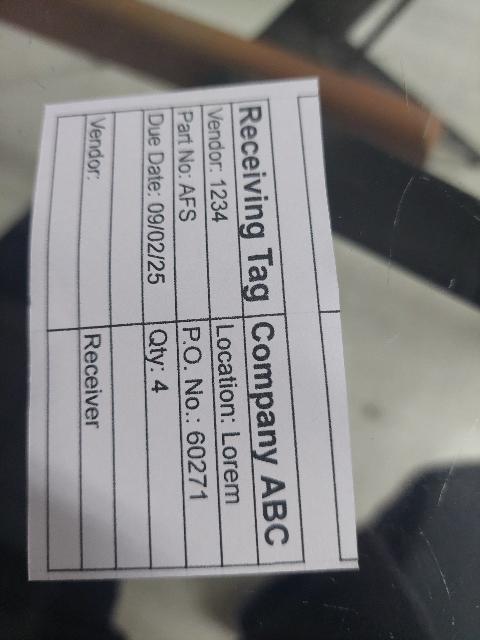 Receiving Tag Company ABC
Vendor: 1234 Location: Lorem
Part No: AFS P.O. No.: 60271
Due Date: 09/02/25 Qty: 4
Vendor: Receiver